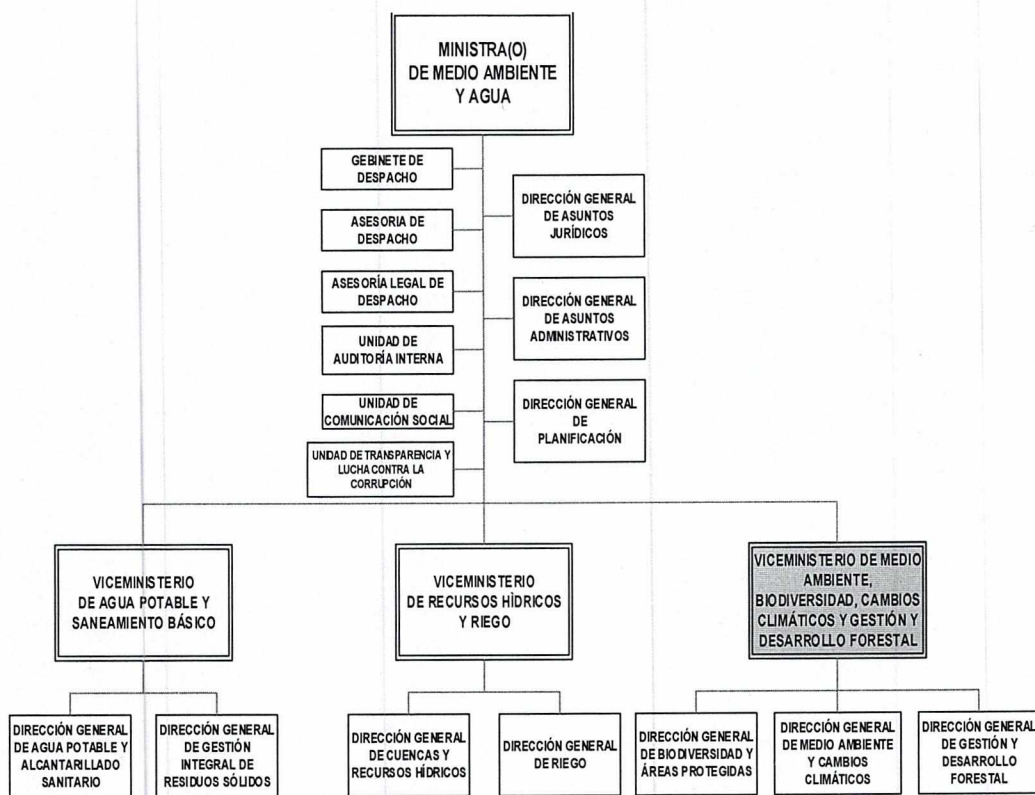 MINISTRA(O)
DE MEDIO AMBIENTE
Y AGUA
GEBINETE DE
DESPACHO
ASESORIA DE
DESPACHO
ASESORÍA LEGAL DE
DESPACHO
UNIDAD DE
AUDITORÍA INTERNA
UNIDAD DE
COMUNICACIÓN SOCIAL
UNIDAD DE TRANSPARENCIA Y
LUCHA CONTRA LA
CORRUPCIÓN
DIRECCIÓN GENERAL
DE ASUNTOS
JURÍDICOS
DIRECCIÓN GENERAL
DE ASUNTOS
ADMINISTRATIVOS
DIRECCIÓN GENERAL
DE
PLANIFICACIÓN
VICEMINISTERIO
DE AGUA POTABLE Y
SANEAMIENTO BÁSICO
VICEMINISTERIO
DE RECURSOS HÌDRICOS
Y RIEGO
VICEMINISTERIO DE MEDIO
AMBIENTE,
BIODIVERSIDAD, CAMBIOS
CLIMÁTICOS Y GESTIÓN Y
DESARROLLO FORESTAL
DIRECCIÓN GENERAL
DE AGUA POTABLE Y
ALCANTARILLADO
SANITARIO
DIRECCIÓN GENERAL
DE GESTIÓN
INTEGRAL DE
RESIDUOS SÓLIDOS
DIRECCIÓN GENERAL
DE CUENCAS Y
RECURSOS HÍDRICOS
DIRECCIÓN GENERAL
DE RIEGO
DIRECCIÓN GENERAL
DE BIODIVERSIDAD Y
ÁREAS PROTEGIDAS
DIRECCIÓN GENERAL
DE MEDIO AMBIENTE
Y CAMBIOS
CLIMÁTICOS
DIRECCIÓN GENERAL
DE GESTIÓN Y
DESARROLLO
FORESTAL